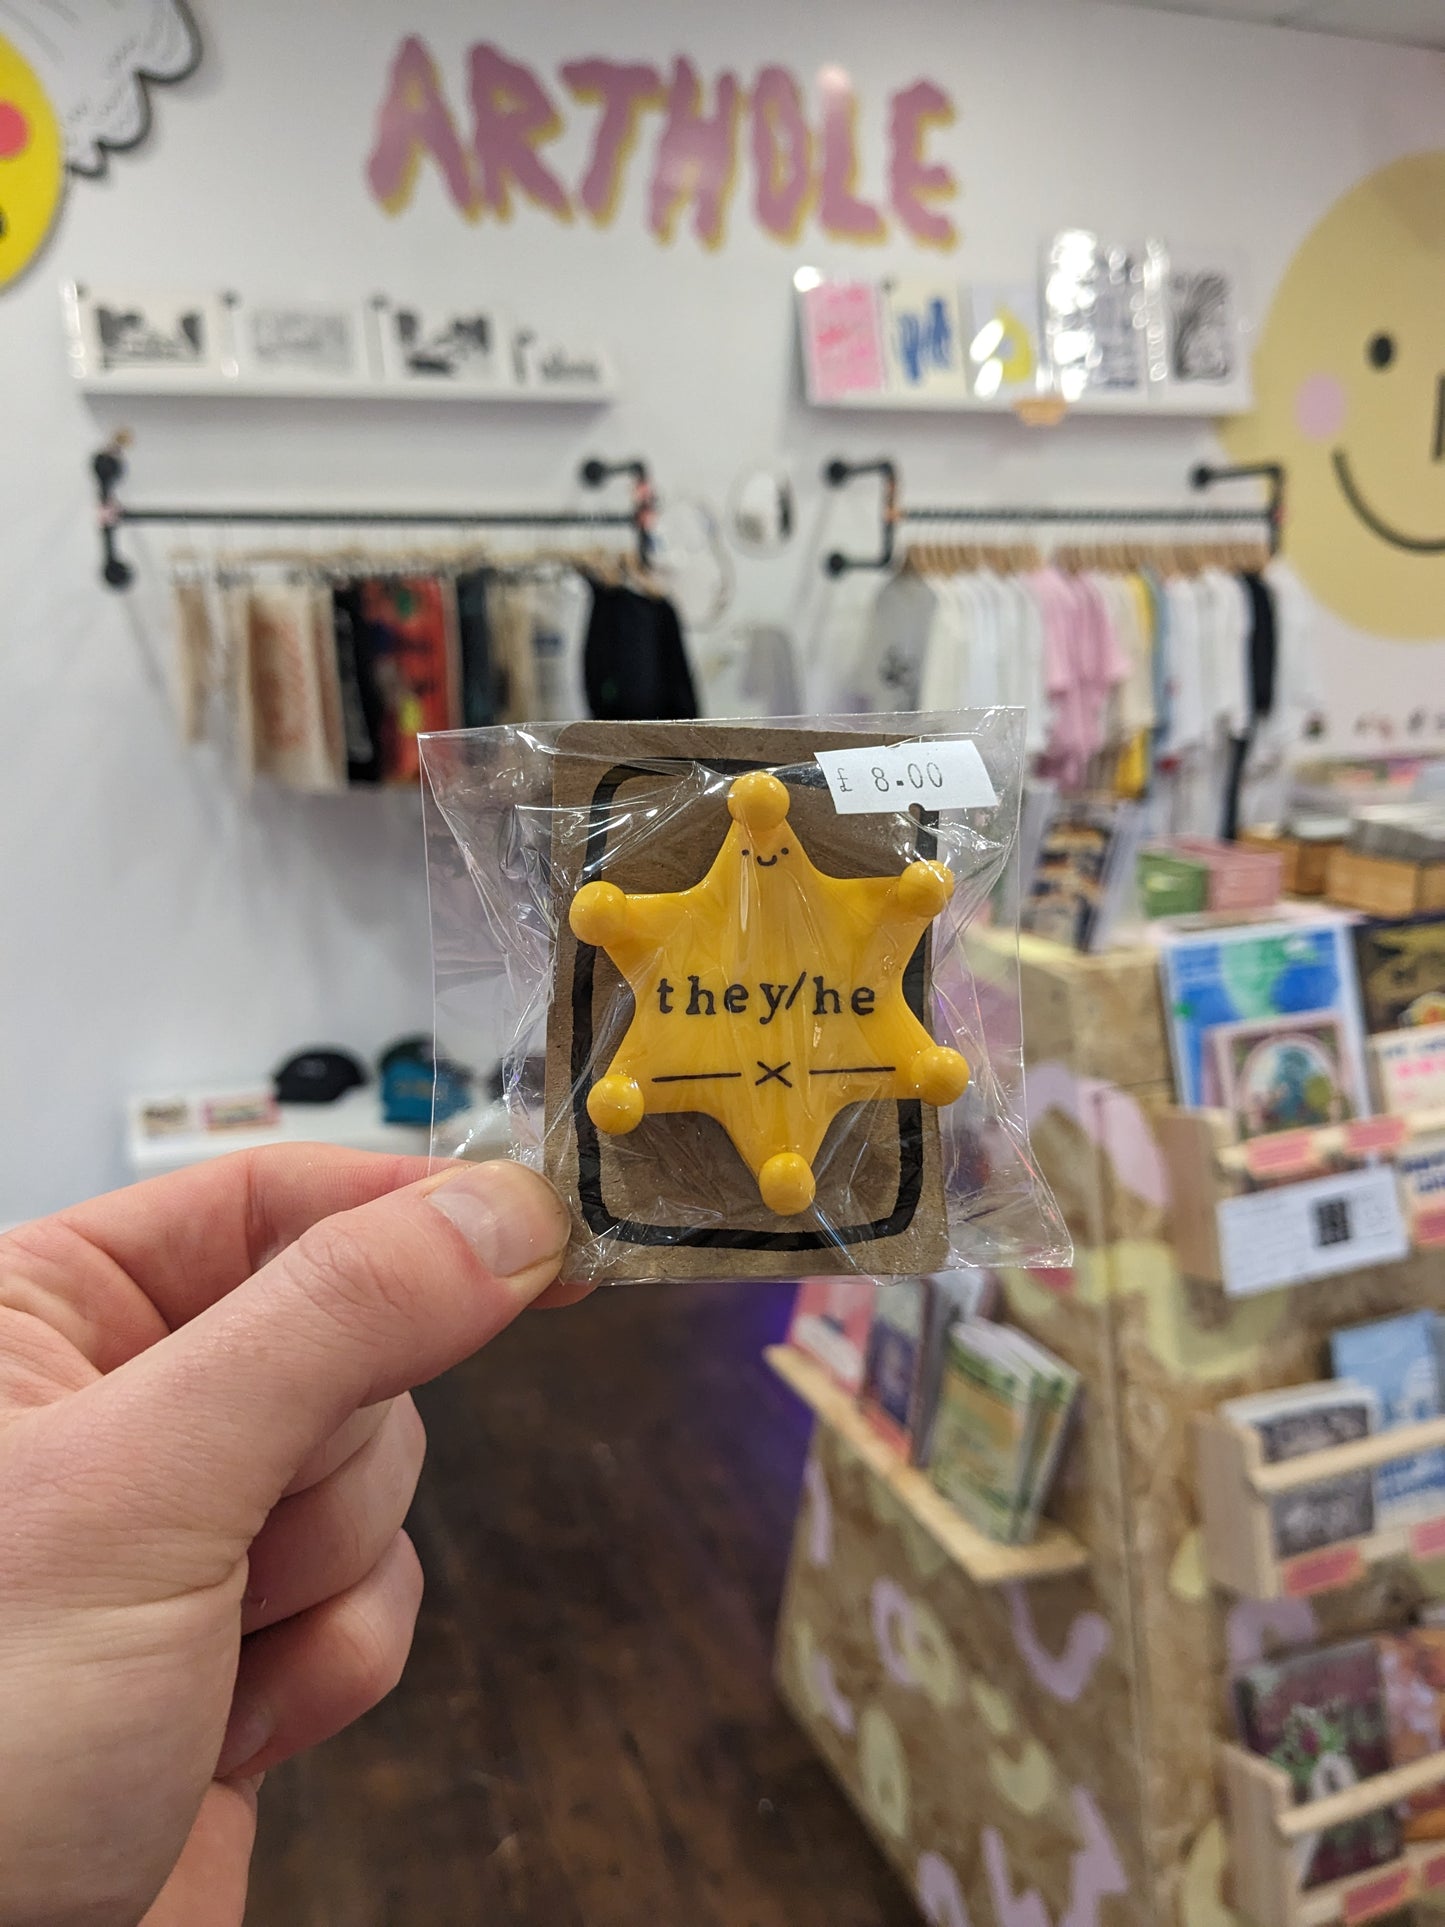 ARTHOLE
£ 8.00
they/he